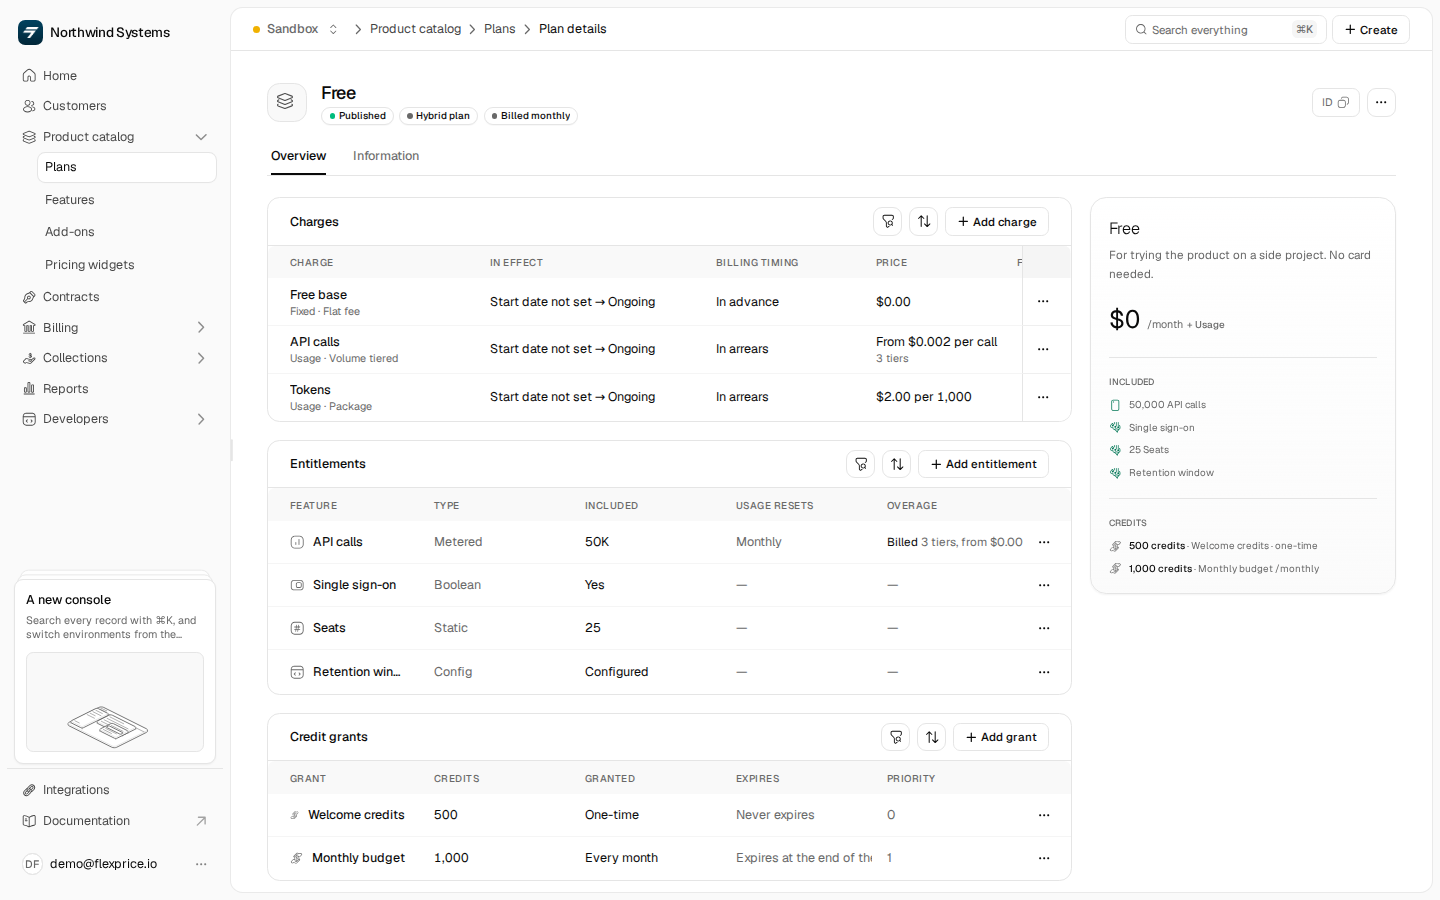 Northwind Systems
Home
Customers
Product catalog
Plans
Features
Add-ons
Pricing widgets
Contracts
Billing
Collections
Reports
Developers
A new console
Search every record with ⌘K, and
switch environments from the…
Integrations
Documentation
DF demo@flexprice.io
Sandbox Product catalog Plans Plan details
Search everything ⌘K
Create
Free
Published Hybrid plan Billed monthly
ID
Overview Information
Charges
Add charge
CHARGE IN EFFECT BILLING TIMING PRICE F
Free base
Fixed · Flat fee
Start date not set → Ongoing In advance $0.00
API calls
Usage · Volume tiered
Start date not set → Ongoing In arrears
From $0.002 per call
3 tiers
Tokens
Usage · Package
Start date not set → Ongoing In arrears $2.00 per 1,000
Entitlements
Add entitlement
FEATURE TYPE INCLUDED USAGE RESETS OVERAGE
API calls Metered 50K Monthly Billed 3 tiers, from $0.00
Single sign-on Boolean Yes — —
Seats Static 25 — —
Retention win… Config Configured — —
Credit grants
Add grant
GRANT CREDITS GRANTED EXPIRES PRIORITY
Welcome credits 500 One-time Never expires 0
Monthly budget 1,000 Every month Expires at the end of the 1
Free
For trying the product on a side project. No card
needed.
$0 /month + Usage
INCLUDED
50,000 API calls
Single sign-on
25 Seats
Retention window
CREDITS
500 credits · Welcome credits · one-time
1,000 credits · Monthly budget /monthly